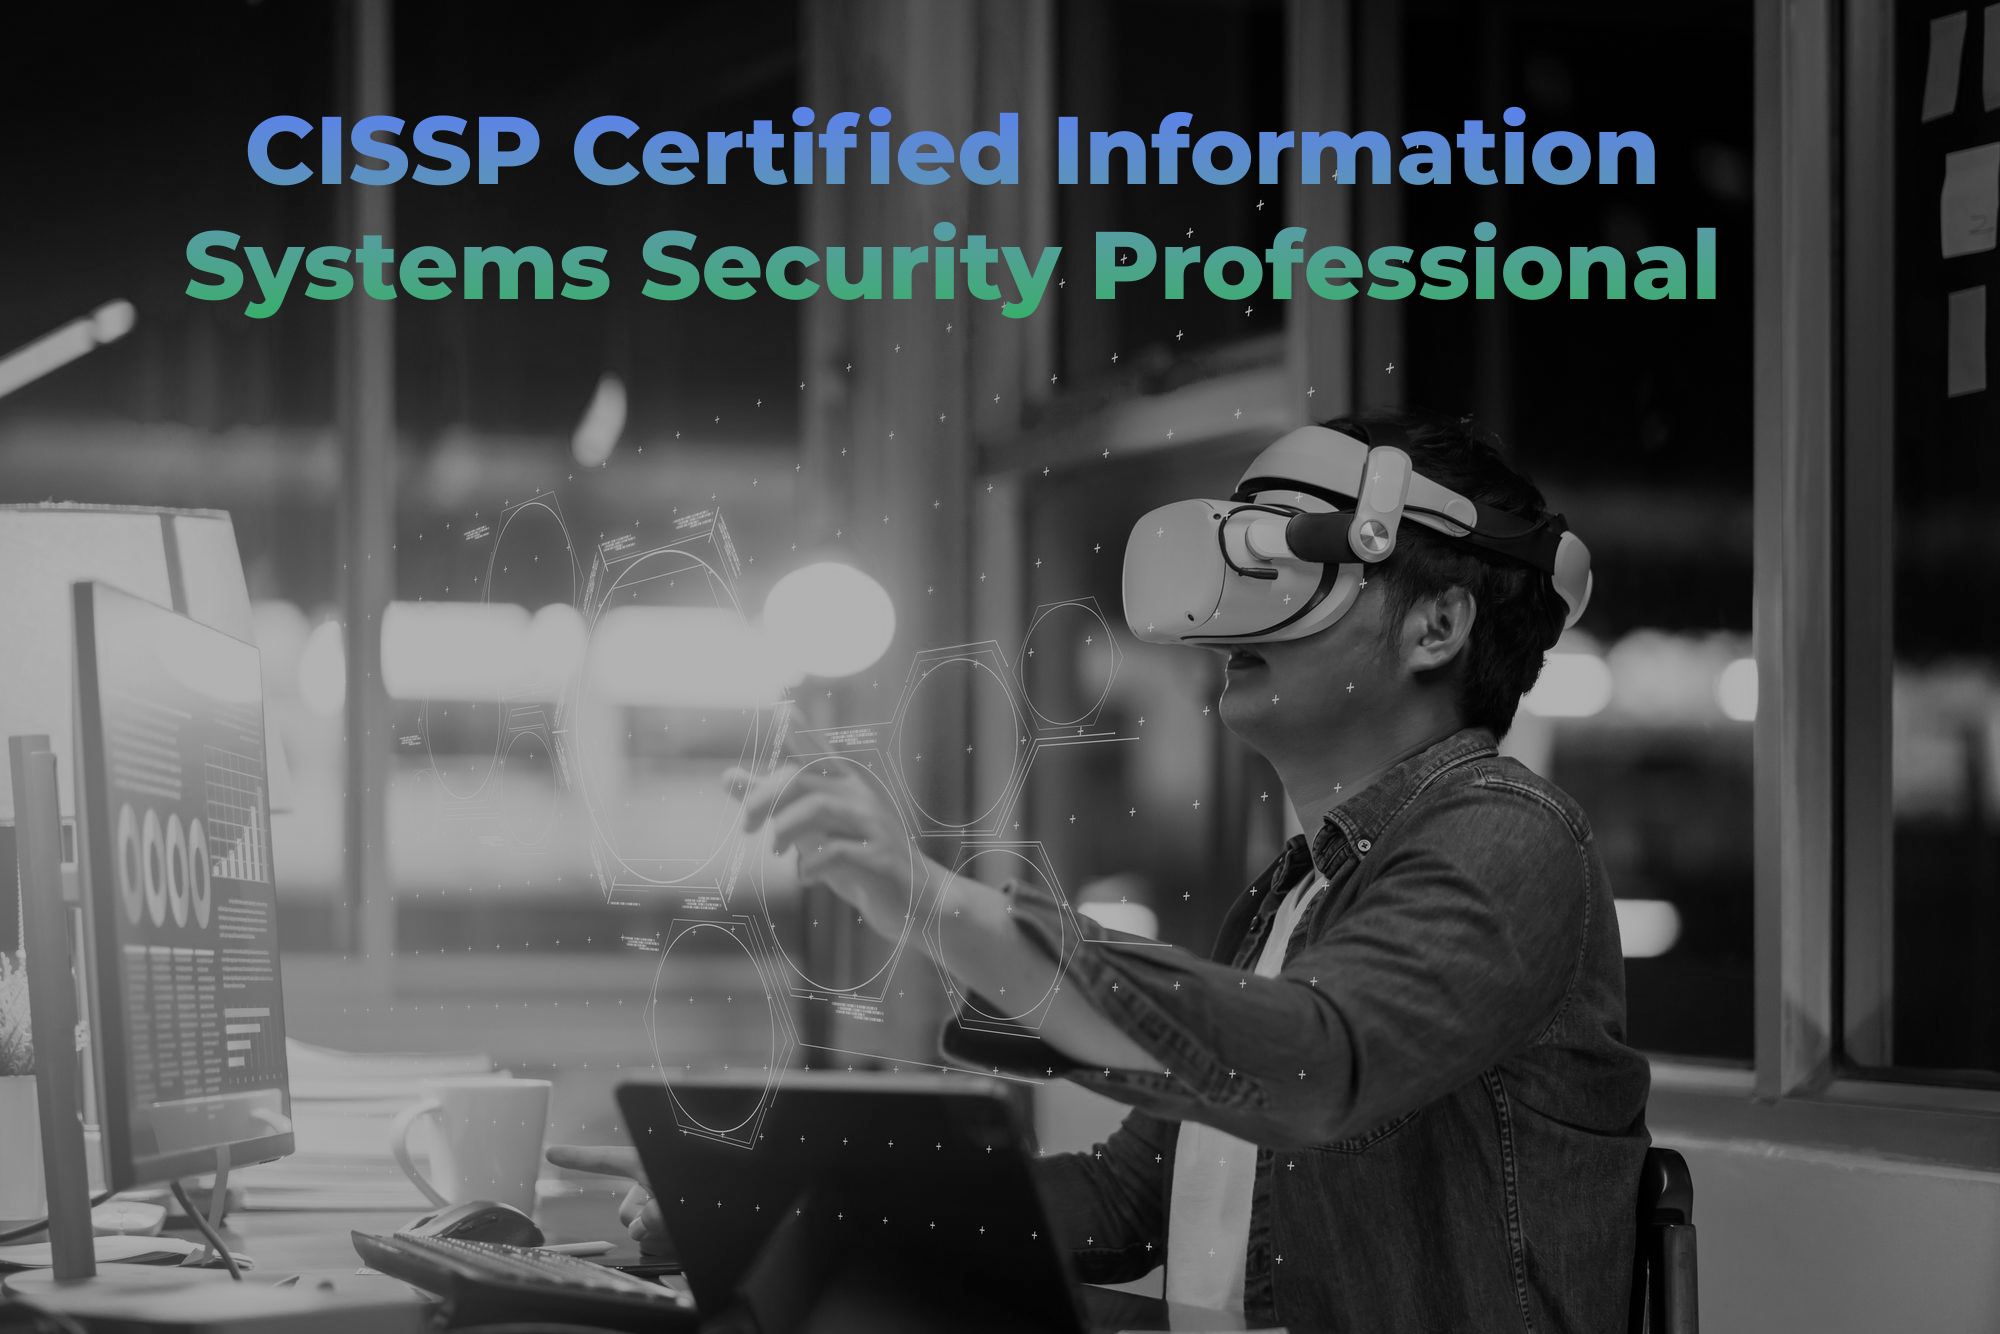 CISSP Certified Information
Systems Security Professional